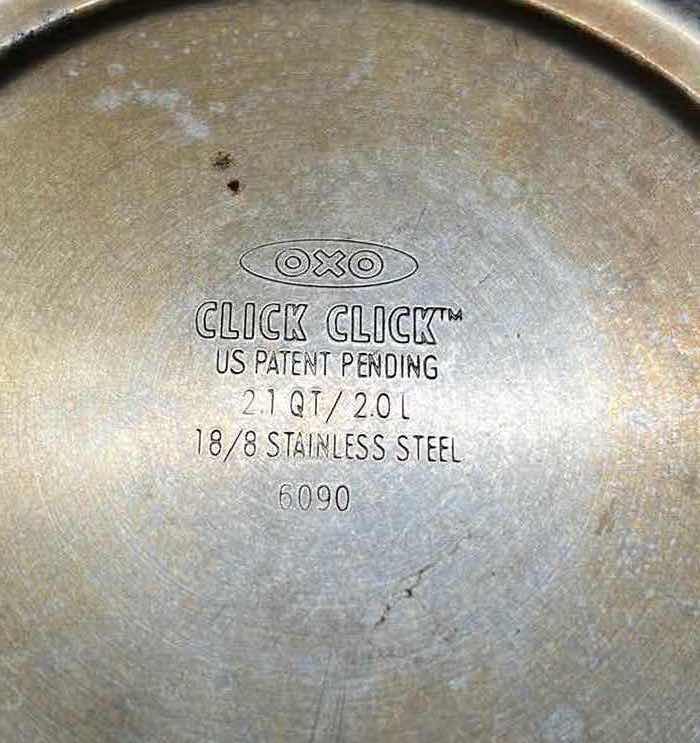 OXO
CLICK CLICK™
US PATENT PENDING
2.1 QT/ 2.0 L
18/8 STAINLESS STEEL
6090